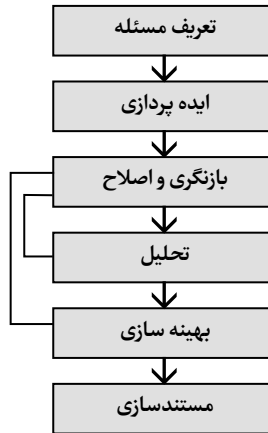 تعریف مسئله
ایده پردازی
بازنگری و اصلاح
تحلیل
بهینه سازی
مستندسازی